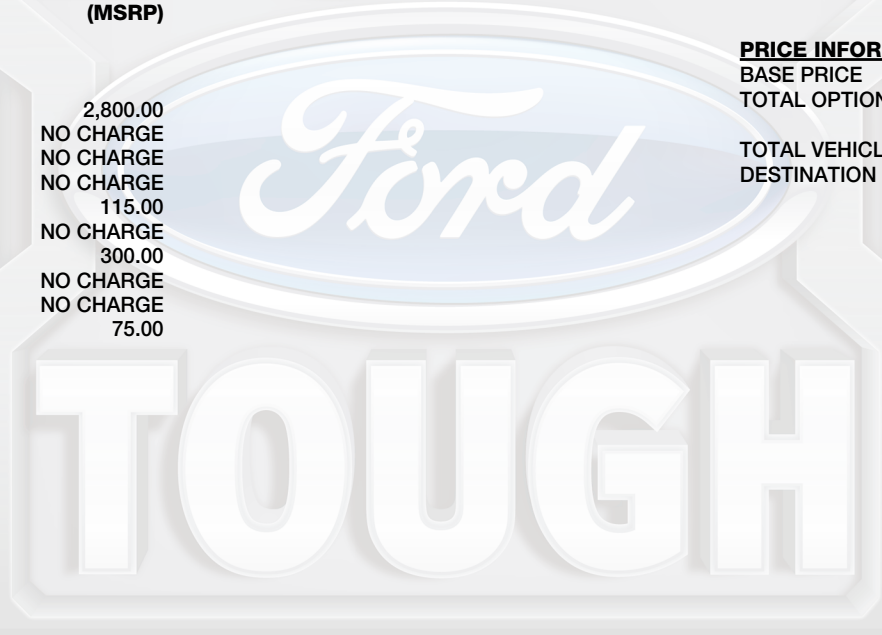 (MSRP)
2,800.00
NO CHARGE
NO CHARGE
NO CHARGE
115.00
NO CHARGE
300.00
NO CHARGE
NO CHARGE
75.00
PRICE INFOR
BASE PRICE
TOTAL OPTION
TOTAL VEHICL
DESTINATION
Ford
TOUGH